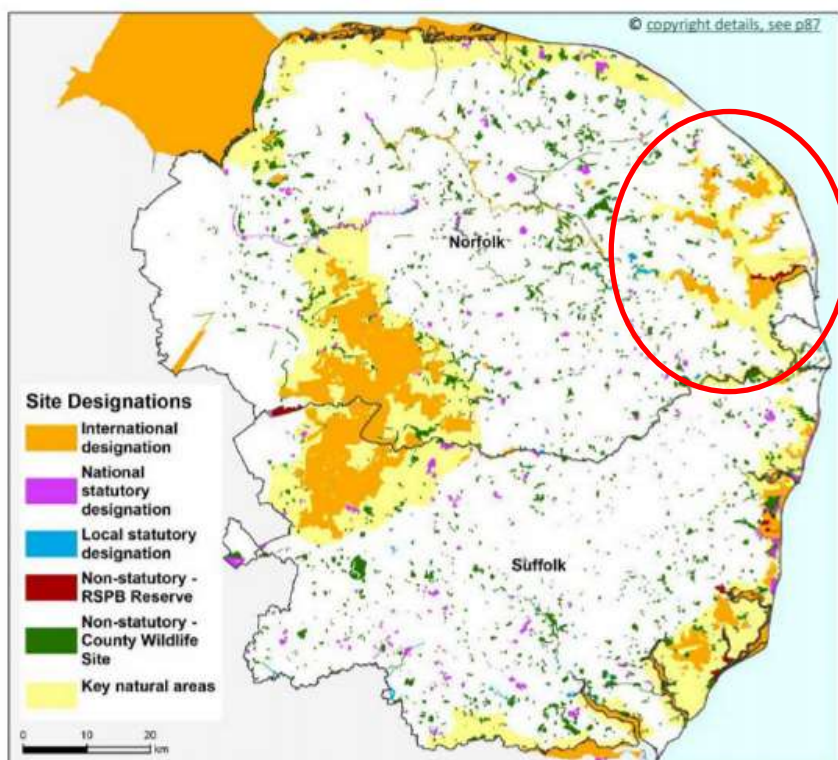 © copyright details, see p87
Norfolk
Site Designations
International
designation
National
statutory
designation
Local statutory
designation
Non-statutory -
RSPB Reserve
Non-statutory -
County Wildlife
Site
Key natural areas
Suffolk
0 10 20
km